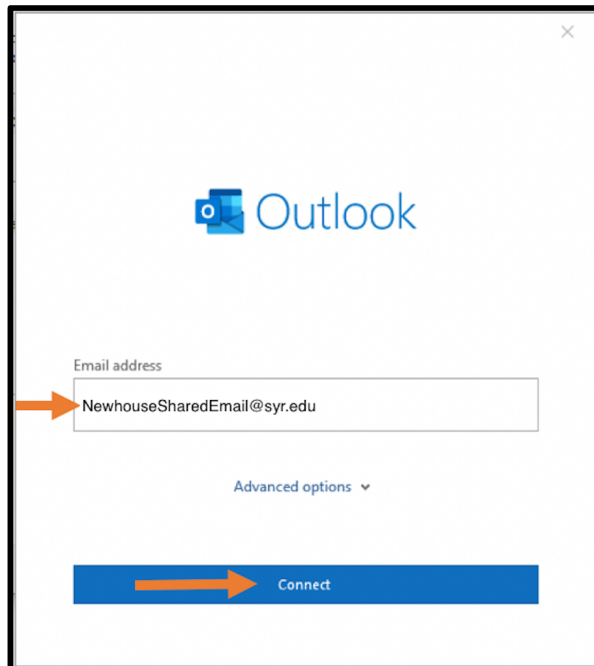 Outlook
Email address
NewhouseSharedEmail@syr.edu
Advanced options
Connect